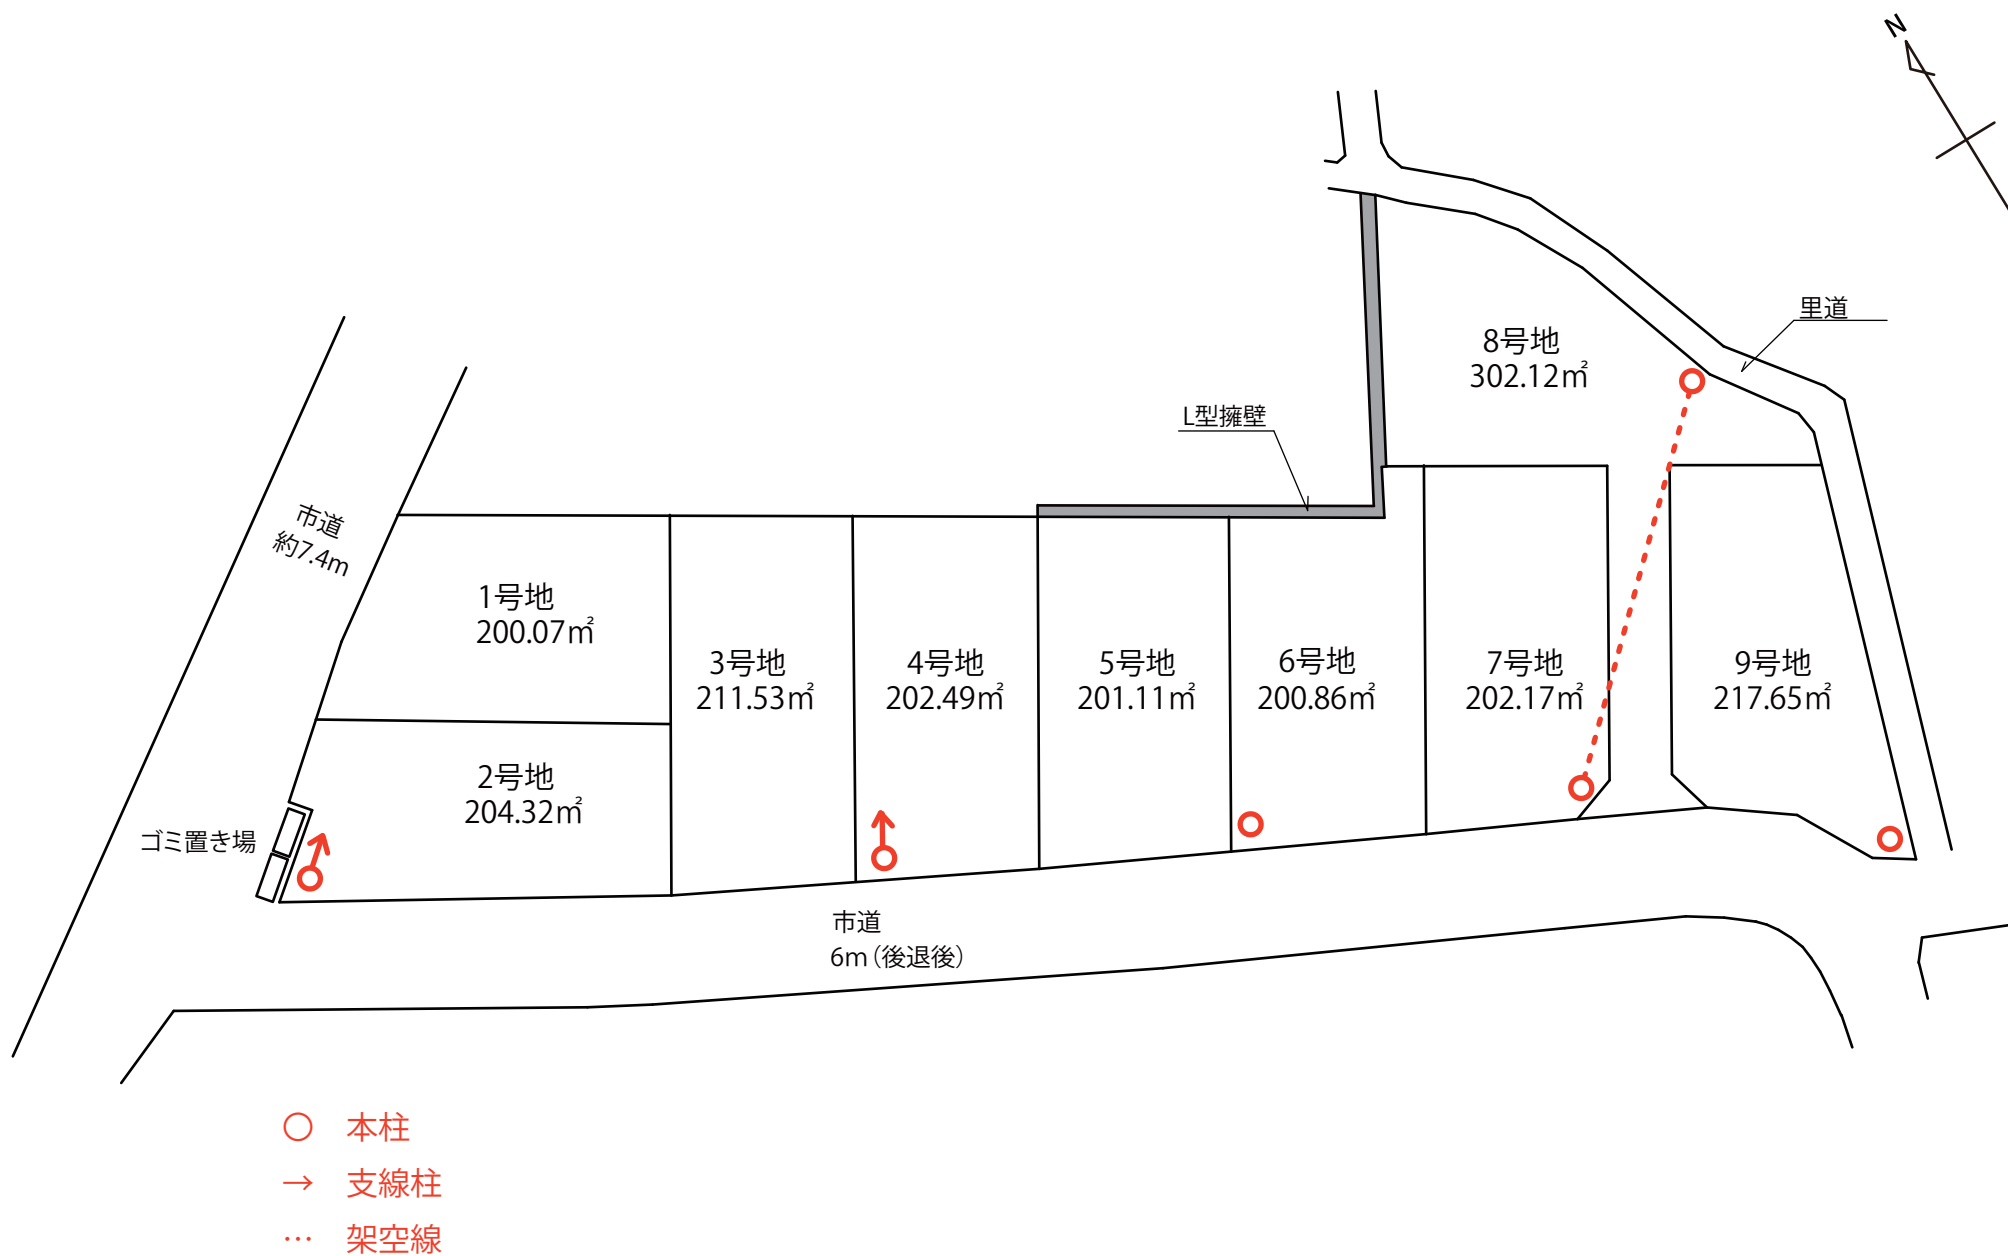 N
里道
8号地
302.12㎡
L型擁壁
市道
約7.4m
1号地
200.07㎡
3号地
211.53㎡
4号地
202.49㎡
5号地
201.11㎡
6号地
200.86㎡
7号地
202.17㎡
9号地
217.65㎡
2号地
204.32㎡
ゴミ置き場
市道
6m（後退後）
○ 本柱
→ 支線柱
… 架空線